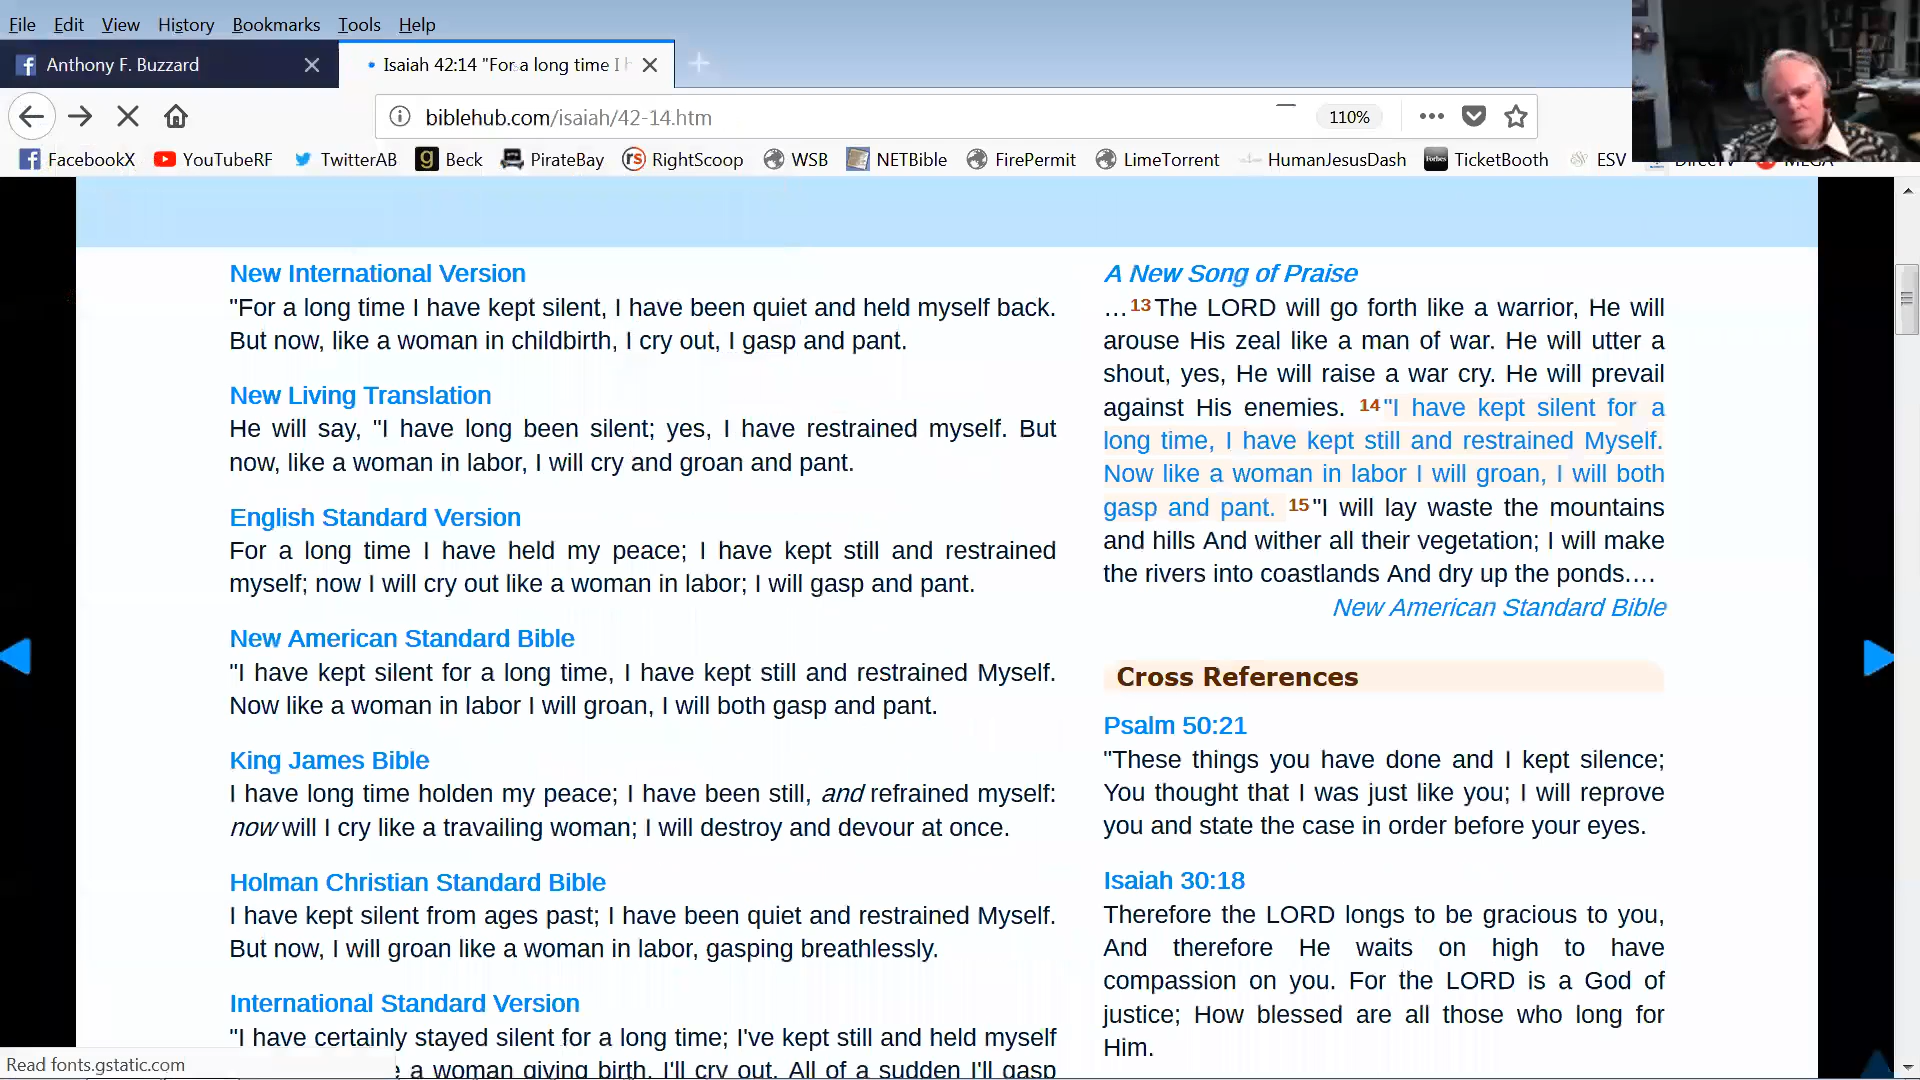 File Edit View History Bookmarks Tools Help
Anthony F. Buzzard
Isaiah 42:14 "For a long time I h
biblehub.com/isaiah/42-14.htm
110%
FacebookX YouTubeRF TwitterAB Beck PirateBay RightScoop WSB NETBible FirePermit LimeTorrent HumanJesusDash TicketBooth ESV DirecTV MEGA
New International Version
"For a long time I have kept silent, I have been quiet and held myself back.
But now, like a woman in childbirth, I cry out, I gasp and pant.
New Living Translation
He will say, "I have long been silent; yes, I have restrained myself. But
now, like a woman in labor, I will cry and groan and pant.
English Standard Version
For a long time I have held my peace; I have kept still and restrained
myself; now I will cry out like a woman in labor; I will gasp and pant.
New American Standard Bible
"I have kept silent for a long time, I have kept still and restrained Myself.
Now like a woman in labor I will groan, I will both gasp and pant.
King James Bible
I have long time holden my peace; I have been still, and refrained myself:
now will I cry like a travailing woman; I will destroy and devour at once.
Holman Christian Standard Bible
I have kept silent from ages past; I have been quiet and restrained Myself.
But now, I will groan like a woman in labor, gasping breathlessly.
International Standard Version
"I have certainly stayed silent for a long time; I've kept still and held myself
a woman giving birth, I'll cry out. All of a sudden I'll gasp
A New Song of Praise
…13The LORD will go forth like a warrior, He will
arouse His zeal like a man of war. He will utter a
shout, yes, He will raise a war cry. He will prevail
against His enemies. 14"I have kept silent for a
long time, I have kept still and restrained Myself.
Now like a woman in labor I will groan, I will both
gasp and pant. 15"I will lay waste the mountains
and hills And wither all their vegetation; I will make
the rivers into coastlands And dry up the ponds.…
New American Standard Bible
Cross References
Psalm 50:21
"These things you have done and I kept silence;
You thought that I was just like you; I will reprove
you and state the case in order before your eyes.
Isaiah 30:18
Therefore the LORD longs to be gracious to you,
And therefore He waits on high to have
compassion on you. For the LORD is a God of
justice; How blessed are all those who long for
Him.
Read fonts.gstatic.com